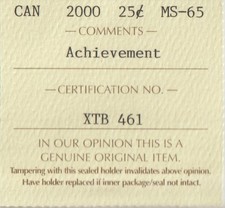 CAN 2000 25¢ MS-65
COMMENTS
Achievement
CERTIFICATION NO.
XTB 461
IN OUR OPINION THIS IS A
GENUINE ORIGINAL ITEM.
Tampering with this sealed holder invalidates above opinion.
Have holder replaced if inner package/seal not intact.